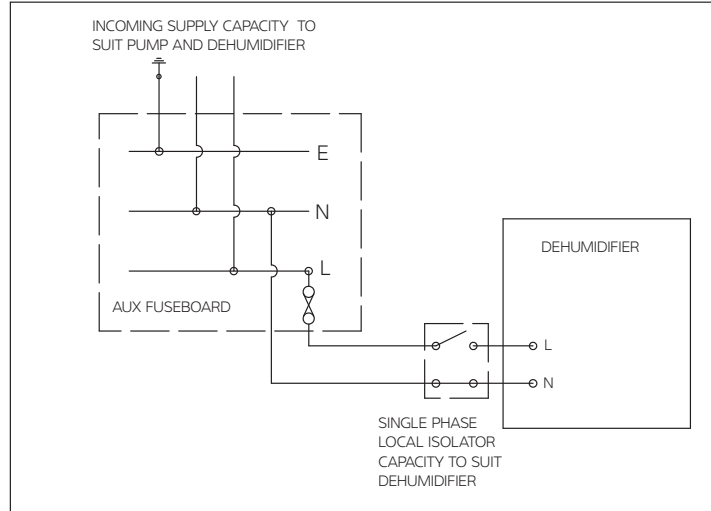 INCOMING SUPPLY CAPACITY TO
SUIT PUMP AND DEHUMIDIFIER
E
N
L
AUX FUSEBOARD
DEHUMIDIFIER
L
N
SINGLE PHASE
LOCAL ISOLATOR
CAPACITY TO SUIT
DEHUMIDIFIER